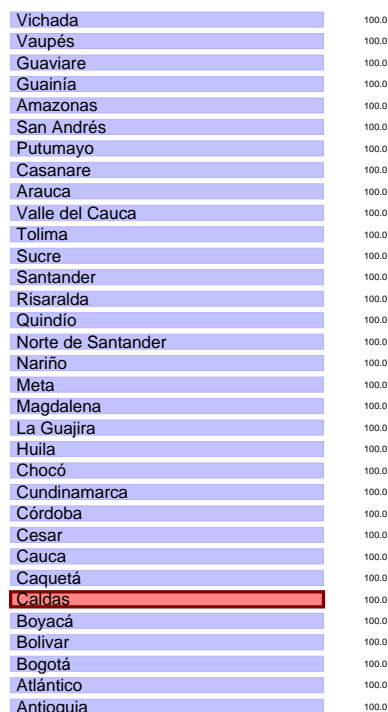 Vichada 100.0
Vaupés 100.0
Guaviare 100.0
Guainía 100.0
Amazonas 100.0
San Andrés 100.0
Putumayo 100.0
Casanare 100.0
Arauca 100.0
Valle del Cauca 100.0
Tolima 100.0
Sucre 100.0
Santander 100.0
Risaralda 100.0
Quindío 100.0
Norte de Santander 100.0
Nariño 100.0
Meta 100.0
Magdalena 100.0
La Guajira 100.0
Huila 100.0
Chocó 100.0
Cundinamarca 100.0
Córdoba 100.0
Cesar 100.0
Cauca 100.0
Caquetá 100.0
Caldas 100.0
Boyacá 100.0
Bolivar 100.0
Bogotá 100.0
Atlántico 100.0
Antioquia 100.0